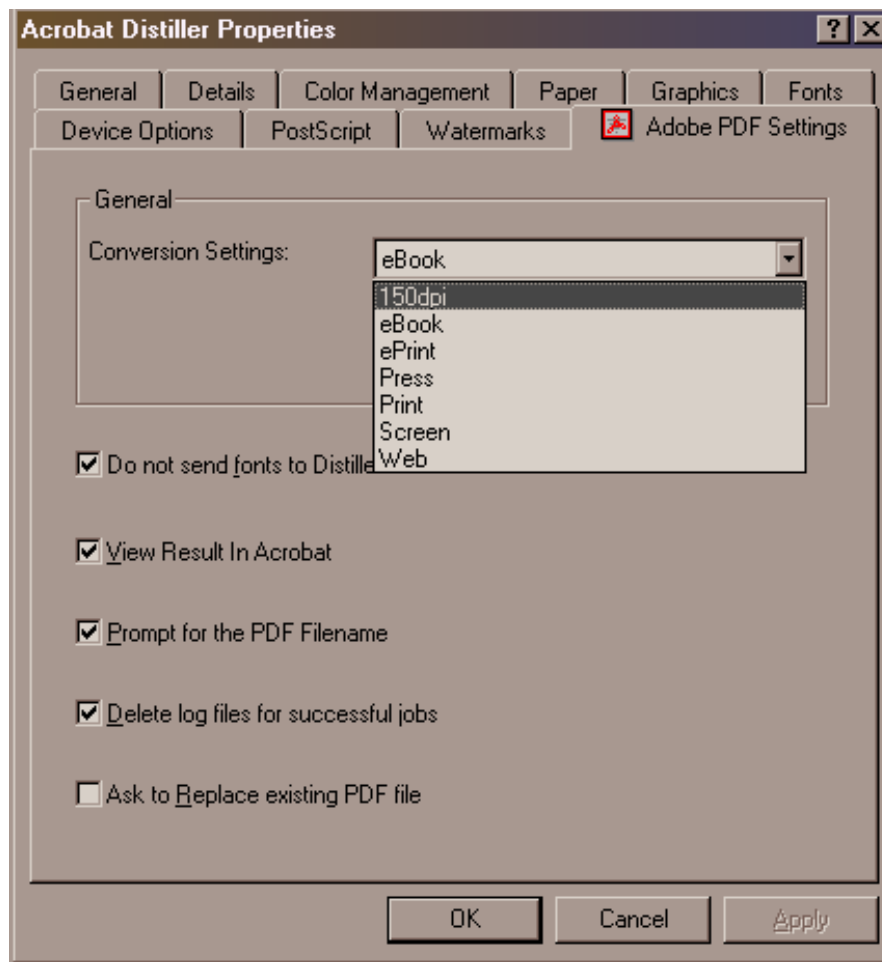 Acrobat Distiller Properties
General Details Color Management Paper Graphics Fonts
Device Options PostScript Watermarks Adobe PDF Settings
General
Conversion Settings: eBook
150dpi
eBook
ePrint
Press
Print
Screen
Web
Do not send fonts to Distille
View Result In Acrobat
Prompt for the PDF Filename
Delete log files for successful jobs
Ask to Replace existing PDF file
OK Cancel Apply